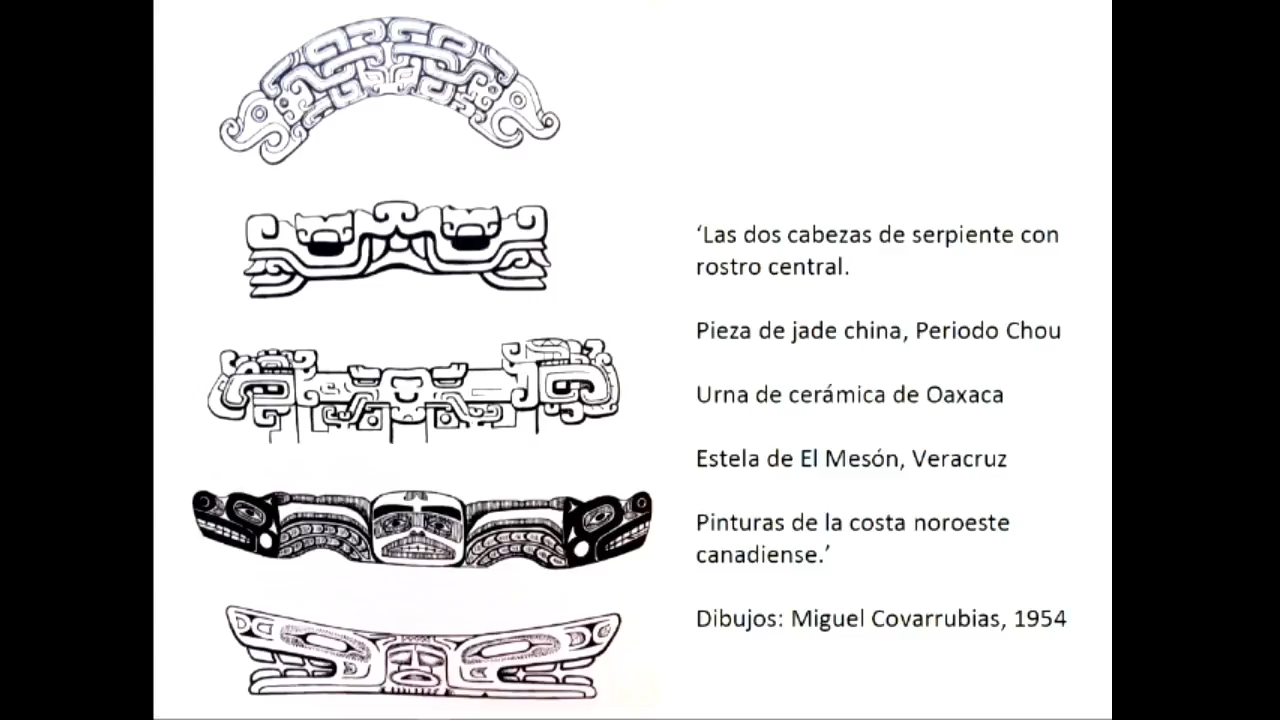 ‘Las dos cabezas de serpiente con
rostro central.
Pieza de jade china, Periodo Chou
Urna de cerámica de Oaxaca
Estela de El Mesón, Veracruz
Pinturas de la costa noroeste
canadiense.’
Dibujos: Miguel Covarrubias, 1954